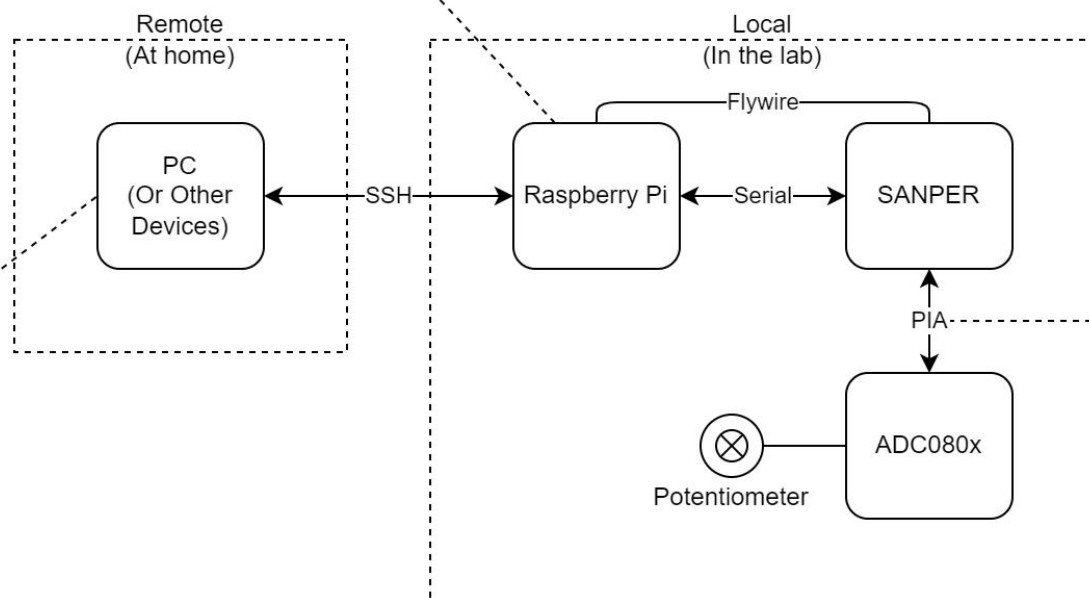 Remote
(At home)
Local
(In the lab)
Flywire
PC
(Or Other
Devices)
SSH
Raspberry Pi
Serial
SANPER
PIA
ADC080x
Potentiometer